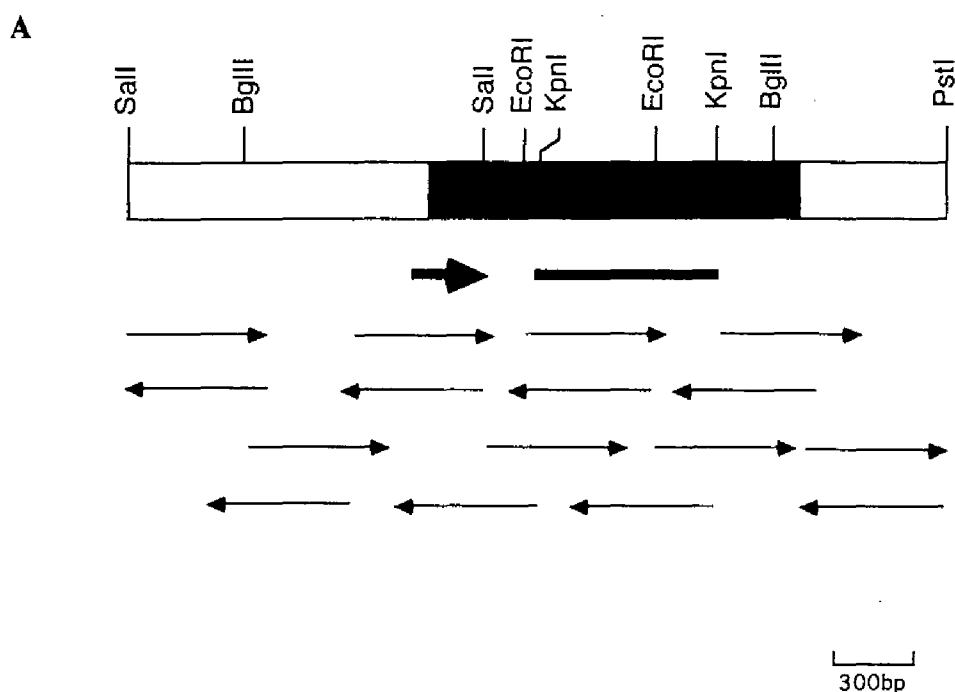 A
SalI
BglII
SalI
EcoRI
KpnI
EcoRI
KpnI
BglII
PstI
300bp